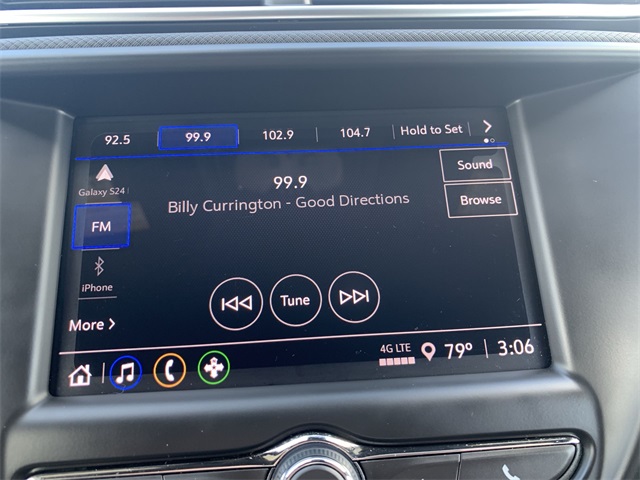 92.5 99.9 102.9 104.7 Hold to Set
Sound
99.9
Galaxy S24
Billy Currington - Good Directions
Browse
FM
iPhone
Tune
More
4G LTE 79° 3:06